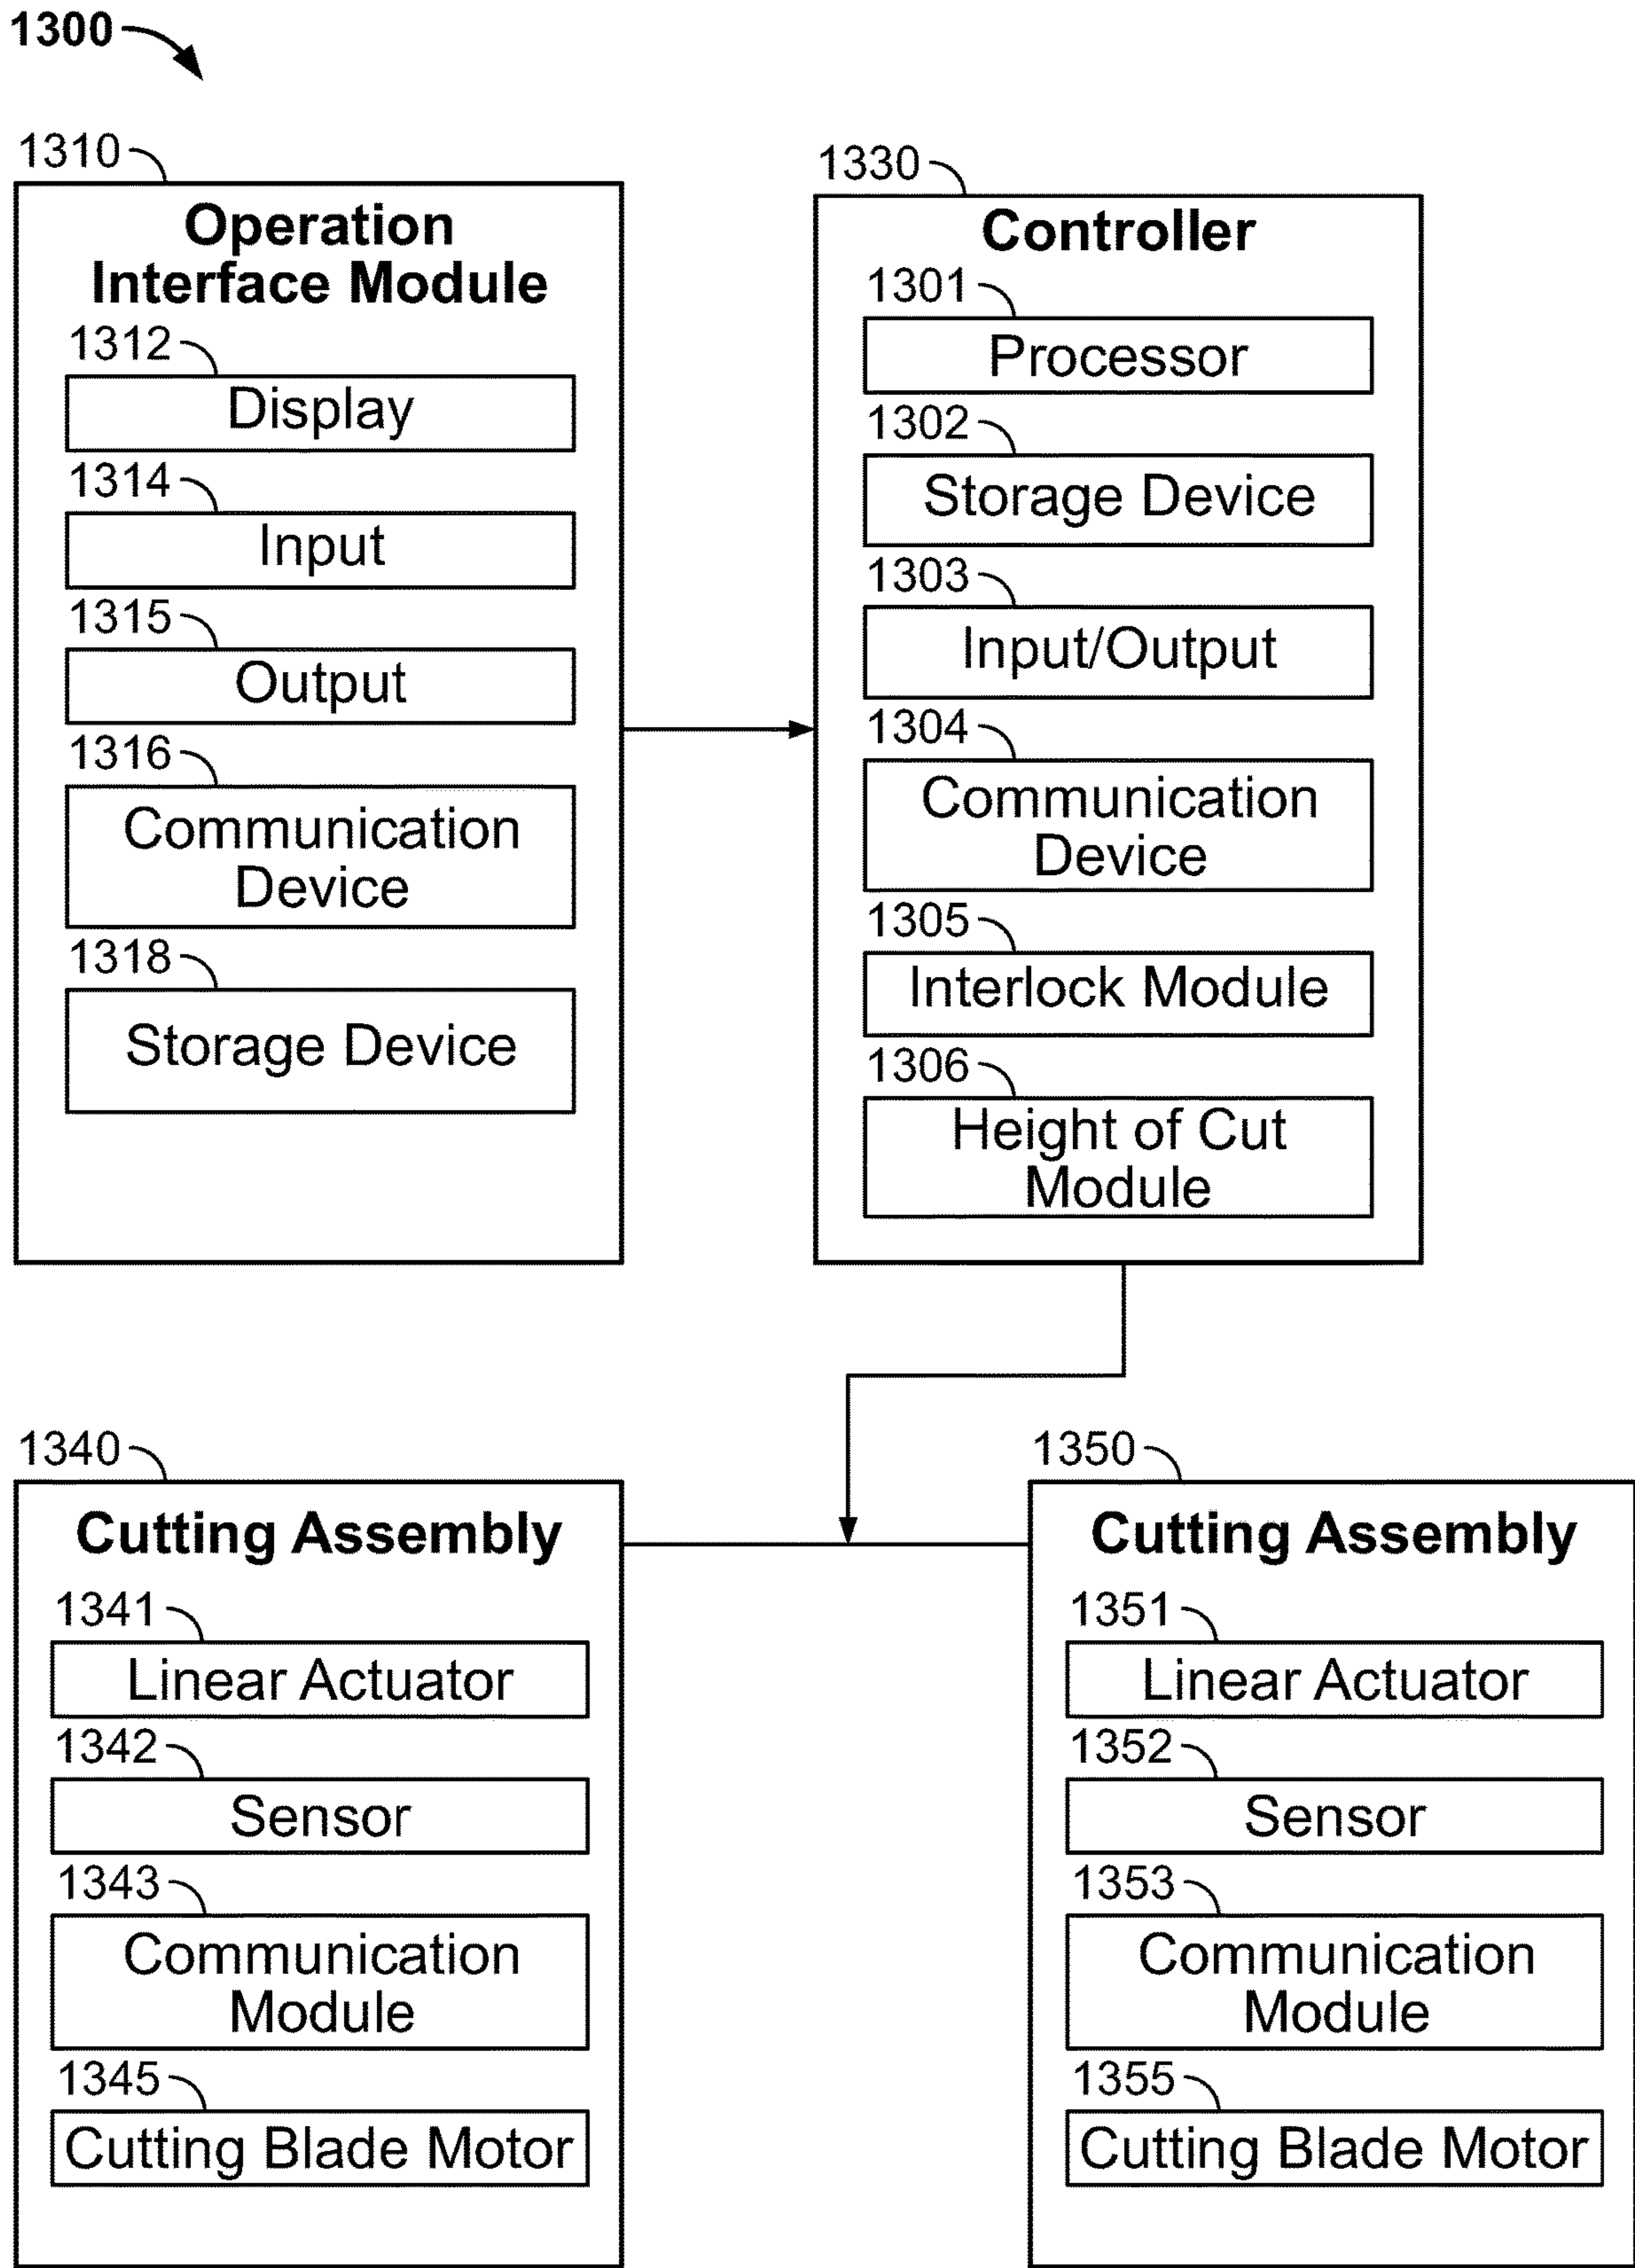 1300
1310
Operation
Interface Module
1312
Display
1314
Input
1315
Output
1316
Communication
Device
1318
Storage Device
1330
Controller
1301
Processor
1302
Storage Device
1303
Input/Output
1304
Communication
Device
1305
Interlock Module
1306
Height of Cut
Module
1340
Cutting Assembly
1341
Linear Actuator
1342
Sensor
1343
Communication
Module
1345
Cutting Blade Motor
1350
Cutting Assembly
1351
Linear Actuator
1352
Sensor
1353
Communication
Module
1355
Cutting Blade Motor